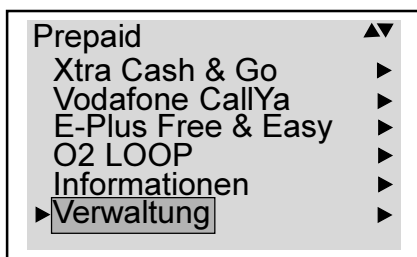 Prepaid
Xtra Cash & Go
Vodafone CallYa
E-Plus Free & Easy
O2 LOOP
Informationen
Verwaltung